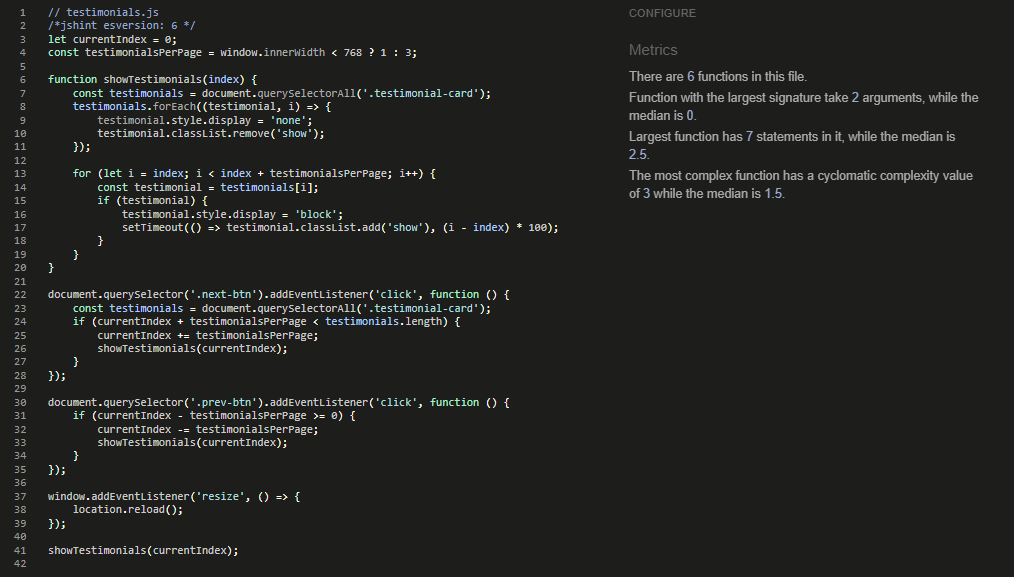 1 // testimonials.js
2 /*jshint esversion: 6 */
3 let currentIndex = 0;
4 const testimonialsPerPage = window.innerWidth < 768 ? 1 : 3;
5
6 function showTestimonials(index) {
7     const testimonials = document.querySelectorAll('.testimonial-card');
8     testimonials.forEach((testimonial, i) => {
9         testimonial.style.display = 'none';
10         testimonial.classList.remove('show');
11     });
12
13     for (let i = index; i < index + testimonialsPerPage; i++) {
14         const testimonial = testimonials[i];
15         if (testimonial) {
16             testimonial.style.display = 'block';
17             setTimeout(() => testimonial.classList.add('show'), (i - index) * 100);
18         }
19     }
20 }
21
22 document.querySelector('.next-btn').addEventListener('click', function () {
23     const testimonials = document.querySelectorAll('.testimonial-card');
24     if (currentIndex + testimonialsPerPage < testimonials.length) {
25         currentIndex += testimonialsPerPage;
26         showTestimonials(currentIndex);
27     }
28 });
29
30 document.querySelector('.prev-btn').addEventListener('click', function () {
31     if (currentIndex - testimonialsPerPage >= 0) {
32         currentIndex -= testimonialsPerPage;
33         showTestimonials(currentIndex);
34     }
35 });
36
37 window.addEventListener('resize', () => {
38     location.reload();
39 });
40
41 showTestimonials(currentIndex);
42
CONFIGURE
Metrics
There are 6 functions in this file.
Function with the largest signature take 2 arguments, while the
median is 0.
Largest function has 7 statements in it, while the median is
2.5.
The most complex function has a cyclomatic complexity value
of 3 while the median is 1.5.